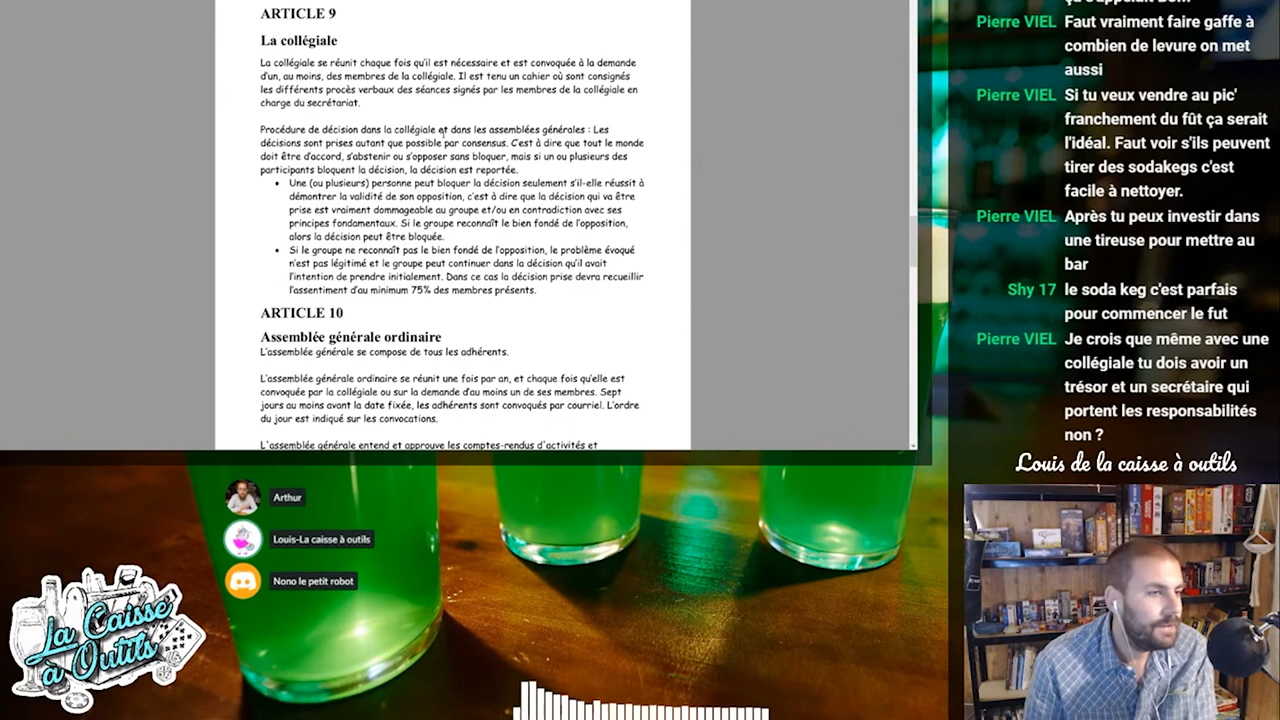 ARTICLE 9
La collégiale
La collégiale se réunit chaque fois qu'il est nécessaire et est convoquée à la demande
d'un, au moins, des membres de la collégiale. Il est tenu un cahier où sont consignés
les différents procès verbaux des séances signés par les membres de la collégiale en
charge du secrétariat.
Procédure de décision dans la collégiale et dans les assemblées générales : Les
décisions sont prises autant que possible par consensus. C'est à dire que tout le monde
doit être d'accord, s'abstenir ou s'opposer sans bloquer, mais si un ou plusieurs des
participants bloquent la décision, la décision est reportée.
• Une (ou plusieurs) personne peut bloquer la décision seulement s'il-elle réussit à
démontrer la validité de son opposition, c'est à dire que la décision qui va être
prise est vraiment dommageable au groupe et/ou en contradiction avec ses
principes fondamentaux. Si le groupe reconnaît le bien fondé de l'opposition,
alors la décision peut être bloquée.
• Si le groupe ne reconnaît pas le bien fondé de l'opposition, le problème évoqué
n'est pas légitimé et le groupe peut continuer dans la décision qu'il avait
l'intention de prendre initialement. Dans ce cas la décision prise devra recueillir
l'assentiment d'au minimum 75% des membres présents.
ARTICLE 10
Assemblée générale ordinaire
L'assemblée générale se compose de tous les adhérents.
L'assemblée générale ordinaire se réunit une fois par an, et chaque fois qu'elle est
convoquée par la collégiale ou sur la demande d'au moins un de ses membres. Sept
jours au moins avant la date fixée, les adhérents sont convoqués par courriel. L'ordre
du jour est indiqué sur les convocations.
L'assemblée générale entend et approuve les comptes-rendus d'activités et
Pierre VIEL Faut vraiment faire gaffe à
combien de levure on met
aussi
Pierre VIEL Si tu veux vendre au pic'
franchement du fût ça serait
l'idéal. Faut voir s'ils peuvent
tirer des sodakegs c'est
facile à nettoyer.
Pierre VIEL Après tu peux investir dans
une tireuse pour mettre au
bar
Shy 17 le soda keg c'est parfais
pour commencer le fut
Pierre VIEL Je crois que même avec une
collégiale tu dois avoir un
trésor et un secrétaire qui
portent les responsabilités
non ?
Louis de la caisse à outils
Arthur
Louis-La caisse à outils
Nono le petit robot
La Caisse
à Outils